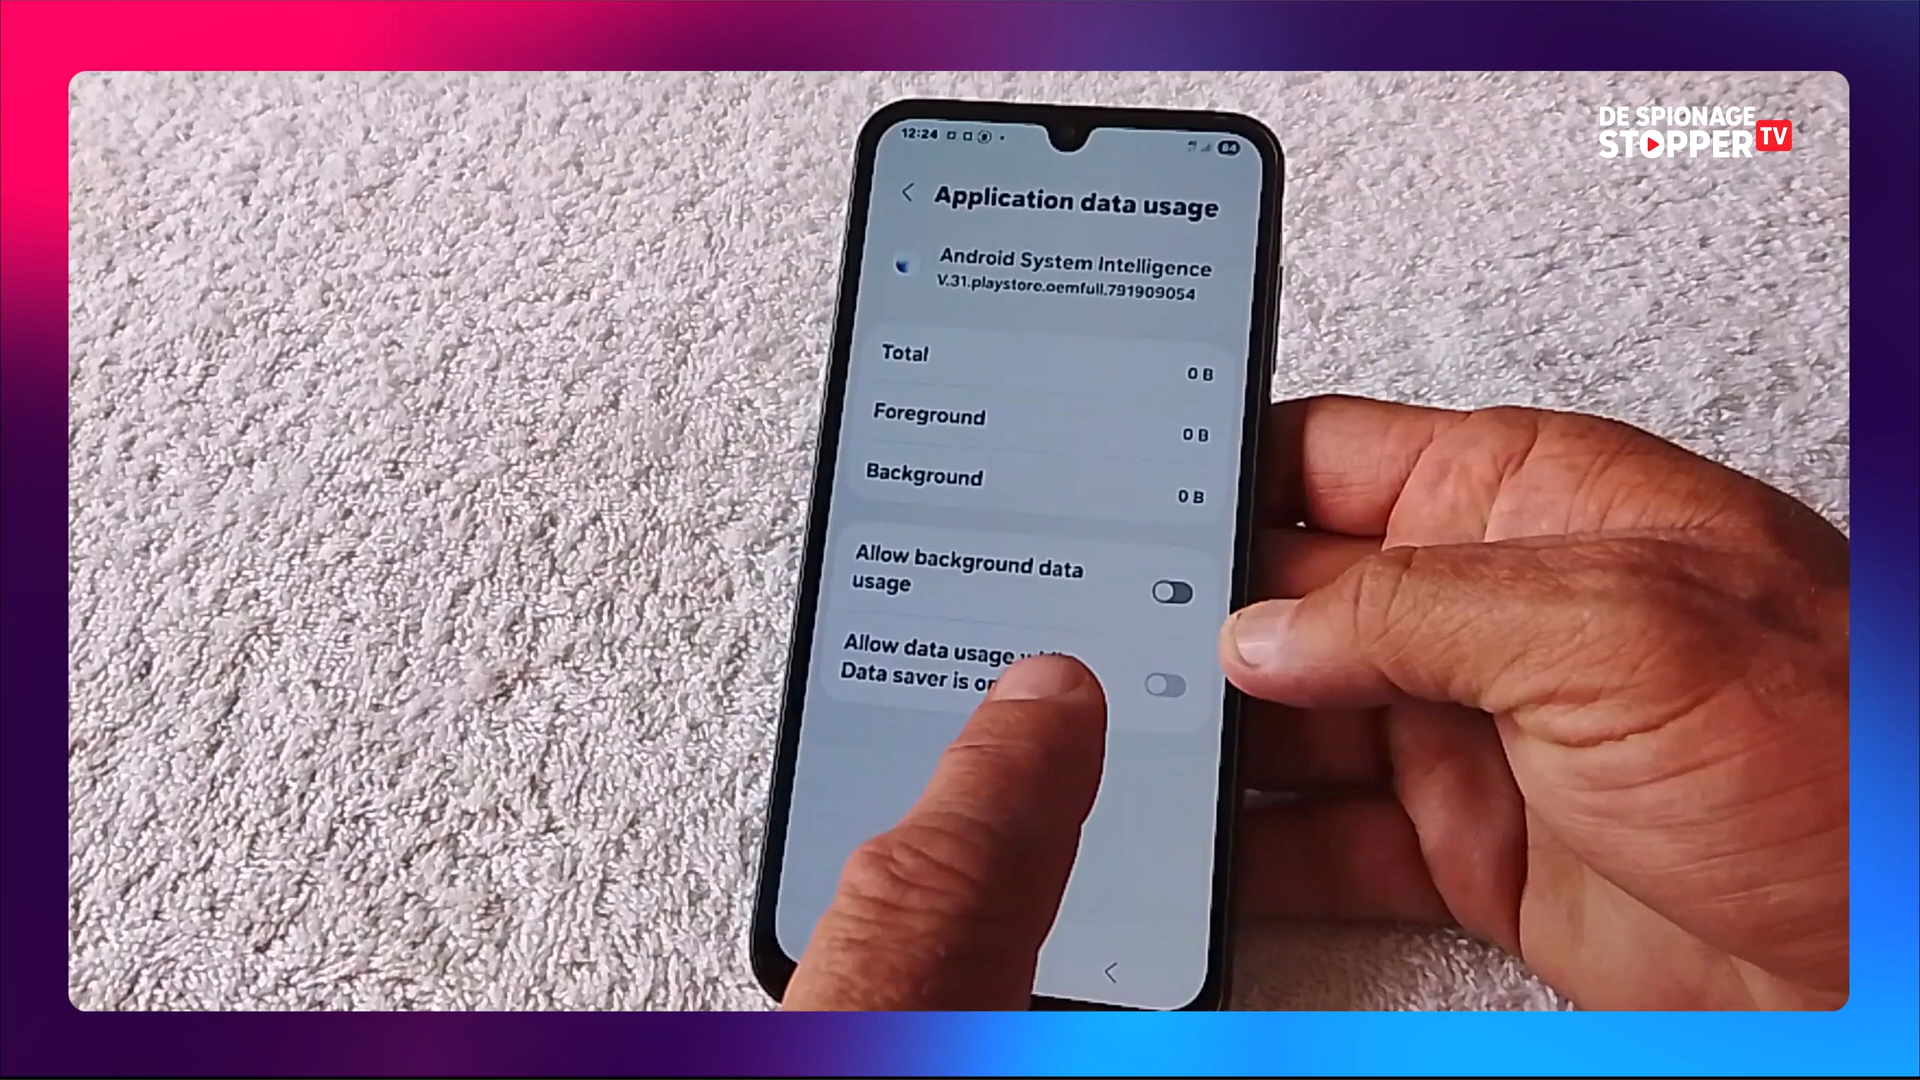 DE SPIONAGE
STOPPER TV
12:24
84
Application data usage
Android System Intelligence
V.31.playstore.oemfull.791909054
Total
0 B
Foreground
0 B
Background
0 B
Allow background data
usage
Allow data usage
Data saver is